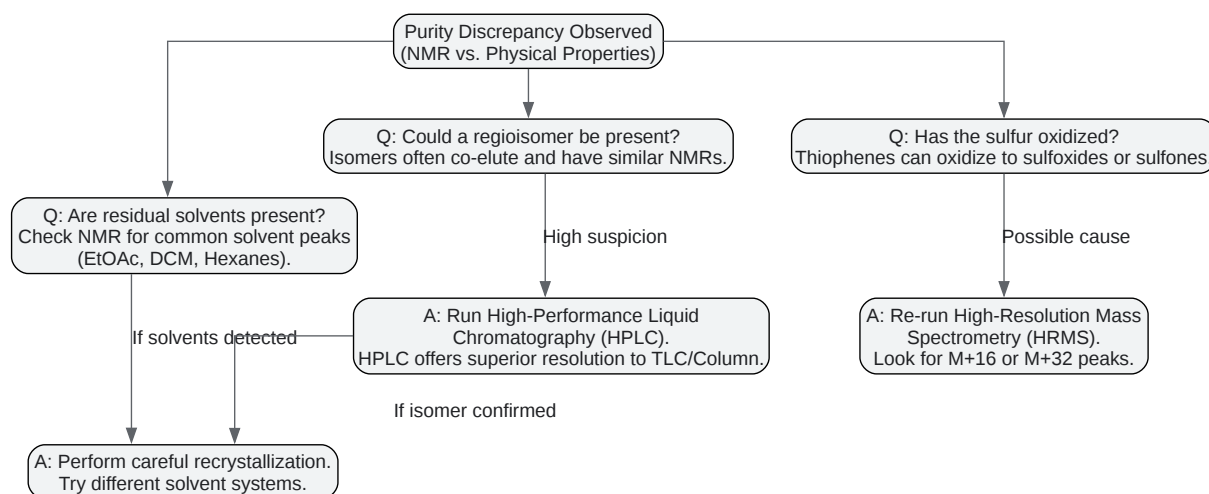 Purity Discrepancy Observed
(NMR vs. Physical Properties)
Q: Could a regioisomer be present?
Isomers often co-elute and have similar NMRs.
Q: Has the sulfur oxidized?
Thiophenes can oxidize to sulfoxides or sulfones.
Q: Are residual solvents present?
Check NMR for common solvent peaks
(EtOAc, DCM, Hexanes).
High suspicion
Possible cause
A: Run High-Performance Liquid
Chromatography (HPLC).
HPLC offers superior resolution to TLC/Column.
A: Re-run High-Resolution Mass
Spectrometry (HRMS).
Look for M+16 or M+32 peaks.
If solvents detected
If isomer confirmed
A: Perform careful recrystallization.
Try different solvent systems.